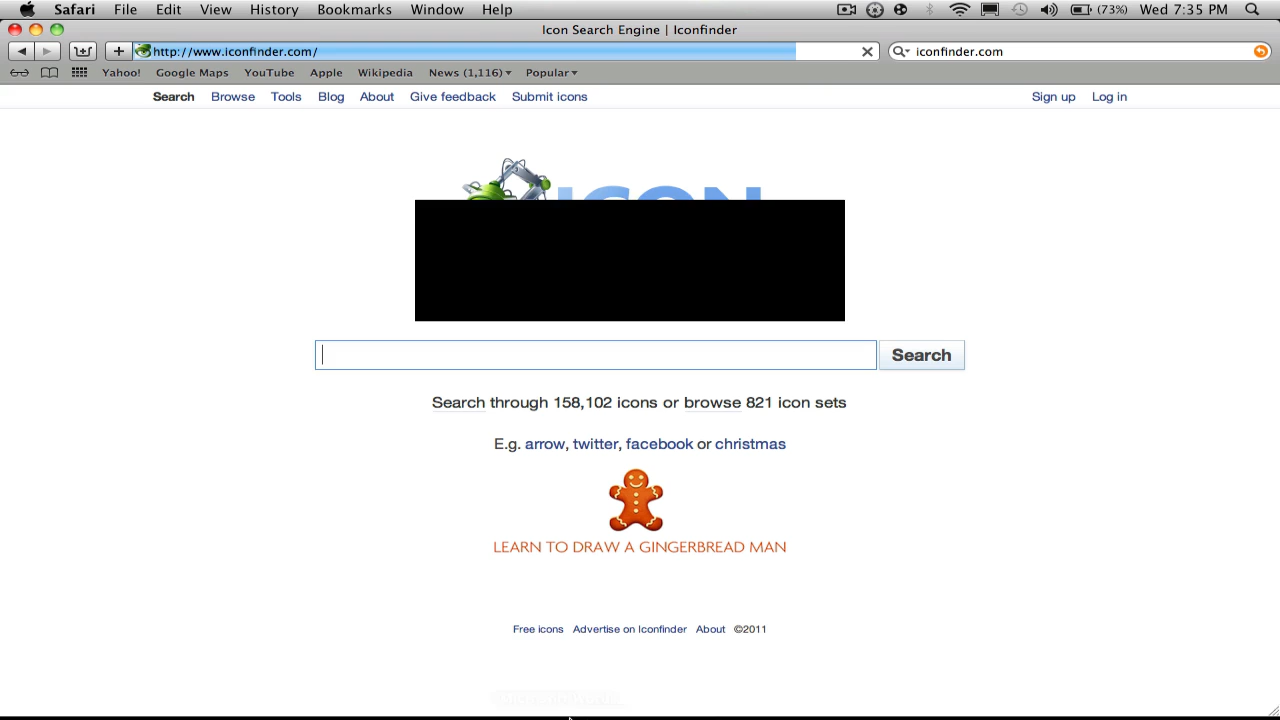 Safari File Edit View History Bookmarks Window Help (73%) Wed 7:35 PM
Icon Search Engine | Iconfinder
http://www.iconfinder.com/ iconfinder.com
Yahoo! Google Maps YouTube Apple Wikipedia News (1,116) Popular
Search Browse Tools Blog About Give feedback Submit icons Sign up Log in
ICON
Search
Search through 158,102 icons or browse 821 icon sets
E.g. arrow, twitter, facebook or christmas
LEARN TO DRAW A GINGERBREAD MAN
Free icons Advertise on Iconfinder About ©2011